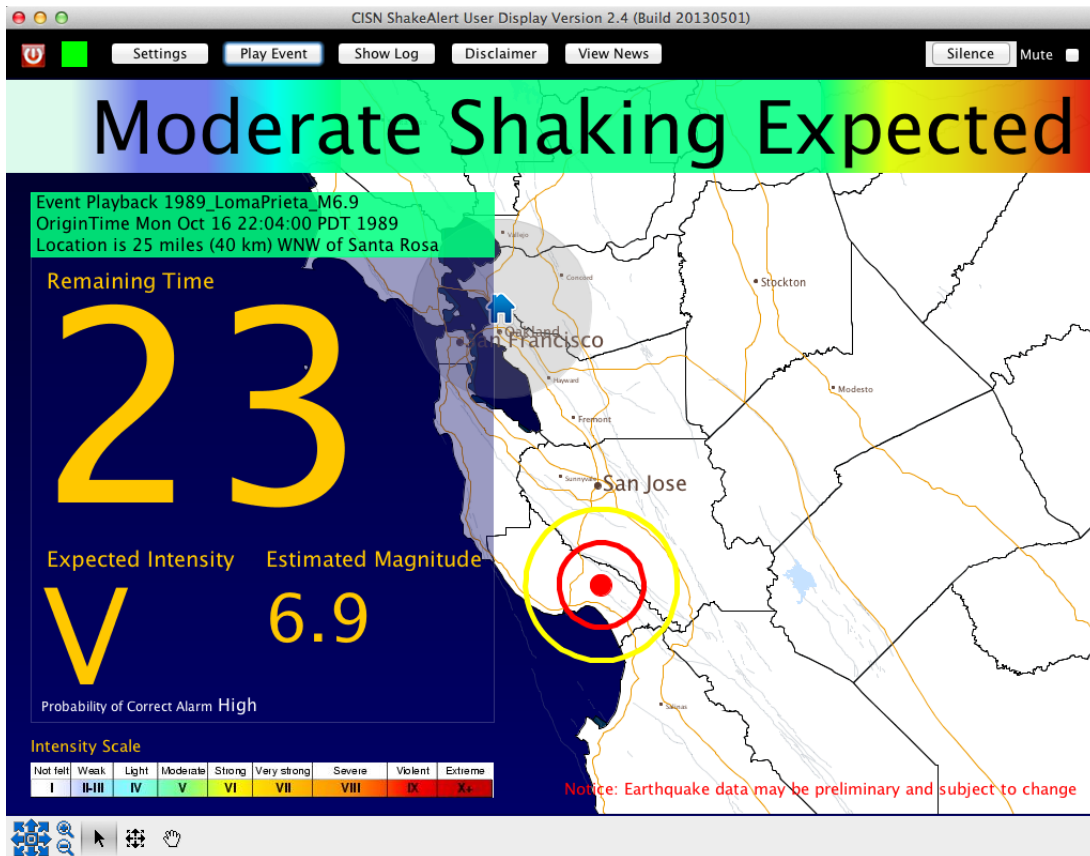 CISN ShakeAlert User Display Version 2.4 (Build 20130501)
Settings Play Event Show Log Disclaimer View News Silence Mute
Moderate Shaking Expected
Event Playback 1989_LomaPrieta_M6.9
OriginTime Mon Oct 16 22:04:00 PDT 1989
Location is 25 miles (40 km) WNW of Santa Rosa
Remaining Time
23
Expected Intensity Estimated Magnitude
V 6.9
Probability of Correct Alarm High
Vallejo
Concord
Stockton
Oakland
San Francisco
Hayward
Modesto
Fremont
Sunnyvale
San Jose
Salinas
Intensity Scale
Not felt Weak Light Moderate Strong Very strong Severe Violent Extreme
I II-III IV V VI VII VIII IX X+
Notice: Earthquake data may be preliminary and subject to change